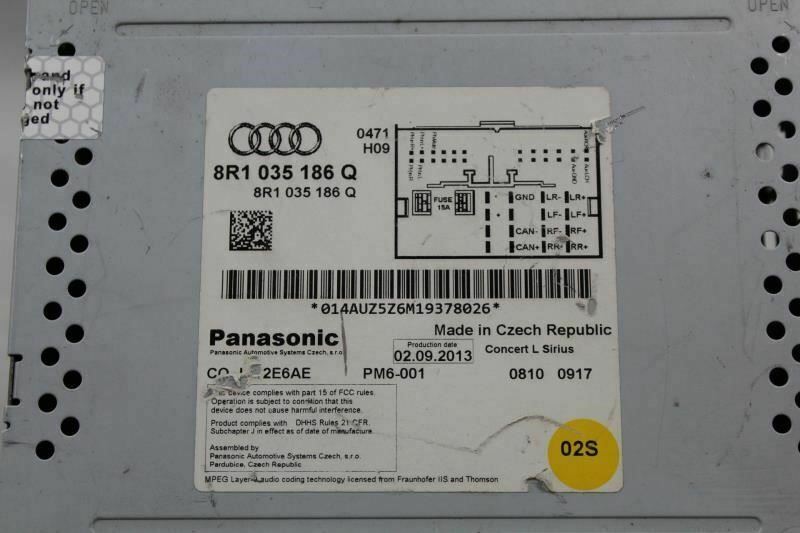 OPEN
OPEN
and
only if
not
ged
0471
H09
8R1 035 186 Q
8R1 035 186 Q
FUSE
15A
GND LR- LR+
+ LF- LF+
CAN- RF- RF+
CAN+ RR- RR+
*014AUZ5Z6M19378026*
Panasonic
Made in Czech Republic
Panasonic Automotive Systems Czech, s.r.o.
Production date
02.09.2013
Concert L Sirius
CQ 2E6AE PM6-001 0810 0917
device complies with part 15 of FCC rules.
Operation is subject to condition that this
device does not cause harmful interference.
Product complies with DHHS Rules 21 CFR,
Subchapter J in effect as of date of manufacture.
Assembled by
Panasonic Automotive Systems Czech, s.r.o.
Pardubice, Czech Republic
02S
MPEG Layer-3 audio coding technology licensed from Fraunhofer IIS and Thomson